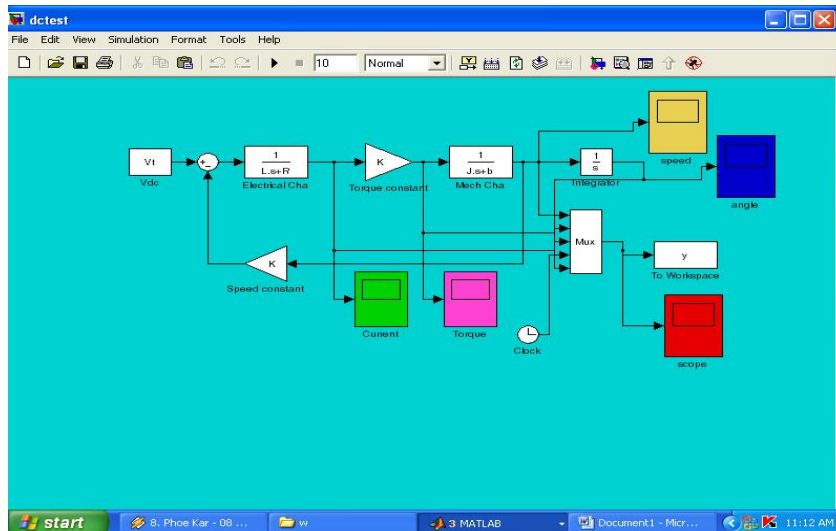 dctest
File Edit View Simulation Format Tools Help
10 Normal
speed
Vt
Vdc
+
-
1
L.s+R
Electrical Cha
K
Torque constant
1
J.s+b
Mech Cha
1
s
Integrator
angle
Mux
y
To Workspace
K
Speed constant
Current
Torque
Clock
scope
start
8. Phoe Kar - 08 ...
w
3 MATLAB
Document1 - Micr...
11:12 AM